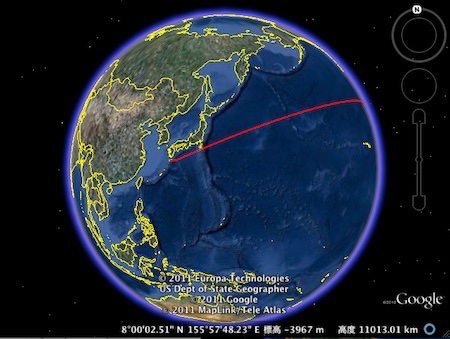 N
© 2011 Europa Technologies
US Dept of State Geographer
© 2011 Google
© 2011 MapLink/Tele Atlas
©2010 Google
8°00'02.51" N 155°57'48.23" E 標高 -3967 m 高度 11013.01 km